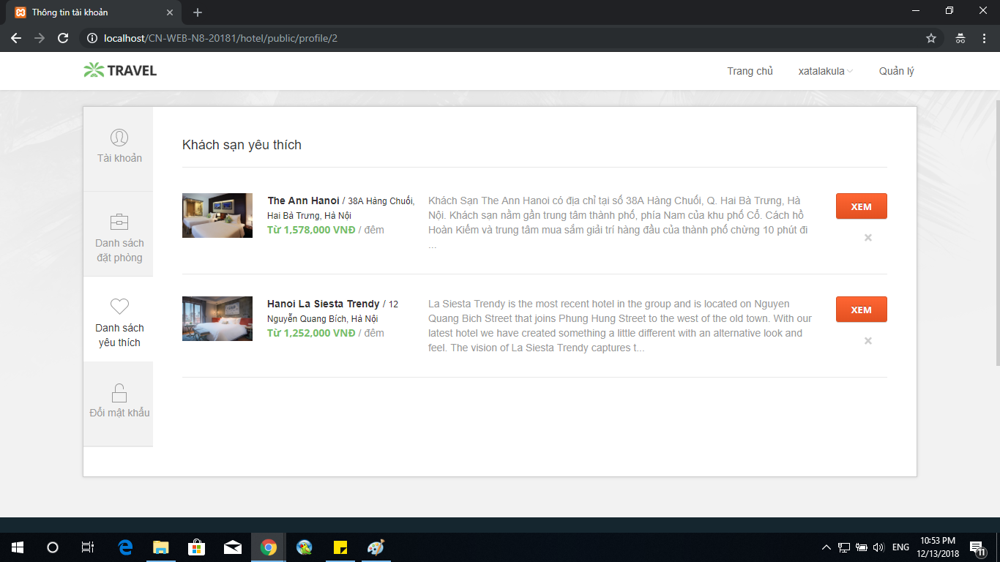 Thông tin tài khoản
localhost/CN-WEB-N8-20181/hotel/public/profile/2
TRAVEL
Trang chủ
xatalakula
Quản lý
Tài khoản
Danh sách
đặt phòng
Danh sách
yêu thích
Đổi mật khẩu
Khách sạn yêu thích
The Ann Hanoi / 38A Hàng Chuối,
Hai Bà Trưng, Hà Nội
Từ 1,578,000 VNĐ / đêm
Khách Sạn The Ann Hanoi có địa chỉ tại số 38A Hàng Chuối, Q. Hai Bà Trưng, Hà
Nội. Khách sạn nằm gần trung tâm thành phố, phía Nam của khu phố Cổ. Cách hồ
Hoàn Kiếm và trung tâm mua sắm giải trí hàng đầu của thành phố chừng 10 phút đi
...
XEM
Hanoi La Siesta Trendy / 12
Nguyễn Quang Bích, Hà Nội
Từ 1,252,000 VNĐ / đêm
La Siesta Trendy is the most recent hotel in the group and is located on Nguyen
Quang Bich Street that joins Phung Hung Street to the west of the old town. With our
latest hotel we have created something a little different with an alternative look and
feel. The vision of La Siesta Trendy captures t...
XEM
ENG
10:53 PM
12/13/2018
11